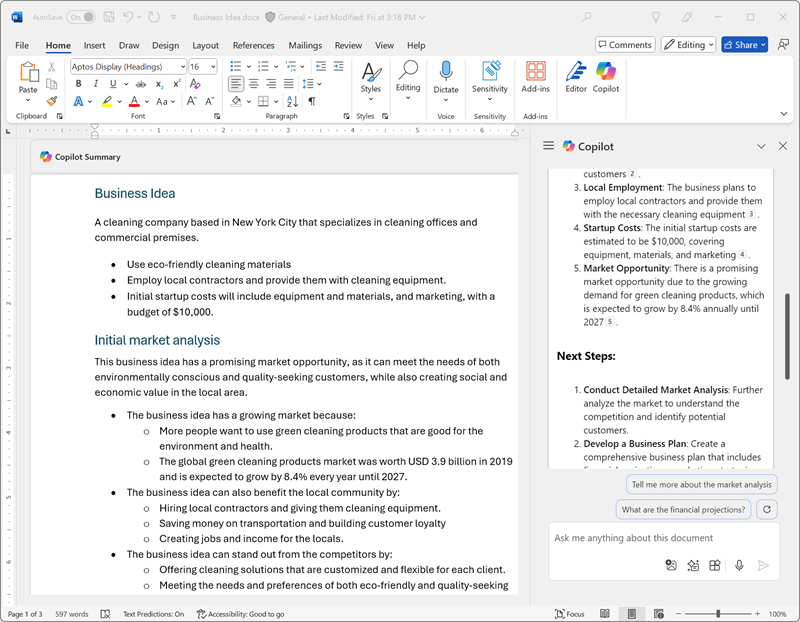 AutoSave Off Business Idea.docx General • Last Modified: Fri at 3:18 PM
File Home Insert Draw Design Layout References Mailings Review View Help Comments Editing Share
Aptos Display (Headings) 16
Paste B I U ab x₂ x² A Aa A A Styles Editing Dictate Sensitivity Add-ins Editor Copilot
Clipboard Font Paragraph Styles Voice Sensitivity Add-ins
1 2 3 4 5 6
Copilot Summary
Business Idea
A cleaning company based in New York City that specializes in cleaning offices and
commercial premises.
• Use eco-friendly cleaning materials
• Employ local contractors and provide them with cleaning equipment.
• Initial startup costs will include equipment and materials, and marketing, with a
budget of $10,000.
Initial market analysis
This business idea has a promising market opportunity, as it can meet the needs of both
environmentally conscious and quality-seeking customers, while also creating social and
economic value in the local area.
• The business idea has a growing market because:
o More people want to use green cleaning products that are good for the
environment and health.
o The global green cleaning products market was worth USD 3.9 billion in 2019
and is expected to grow by 8.4% every year until 2027.
• The business idea can also benefit the local community by:
o Hiring local contractors and giving them cleaning equipment.
o Saving money on transportation and building customer loyalty
o Creating jobs and income for the locals.
• The business idea can stand out from the competitors by:
o Offering cleaning solutions that are customized and flexible for each client.
o Meeting the needs and preferences of both eco-friendly and quality-seeking
Copilot
customers 2 .
3. Local Employment: The business plans to
employ local contractors and provide them
with the necessary cleaning equipment 3 .
4. Startup Costs: The initial startup costs are
estimated to be $10,000, covering
equipment, materials, and marketing 4 .
5. Market Opportunity: There is a promising
market opportunity due to the growing
demand for green cleaning products, which
is expected to grow by 8.4% annually until
2027 5 .
Next Steps:
1. Conduct Detailed Market Analysis: Further
analyze the market to understand the
competition and identify potential
customers.
2. Develop a Business Plan: Create a
comprehensive business plan that includes
Tell me more about the market analysis
What are the financial projections?
Ask me anything about this document
Page 1 of 3 597 words Text Predictions: On Accessibility: Good to go Focus 100%